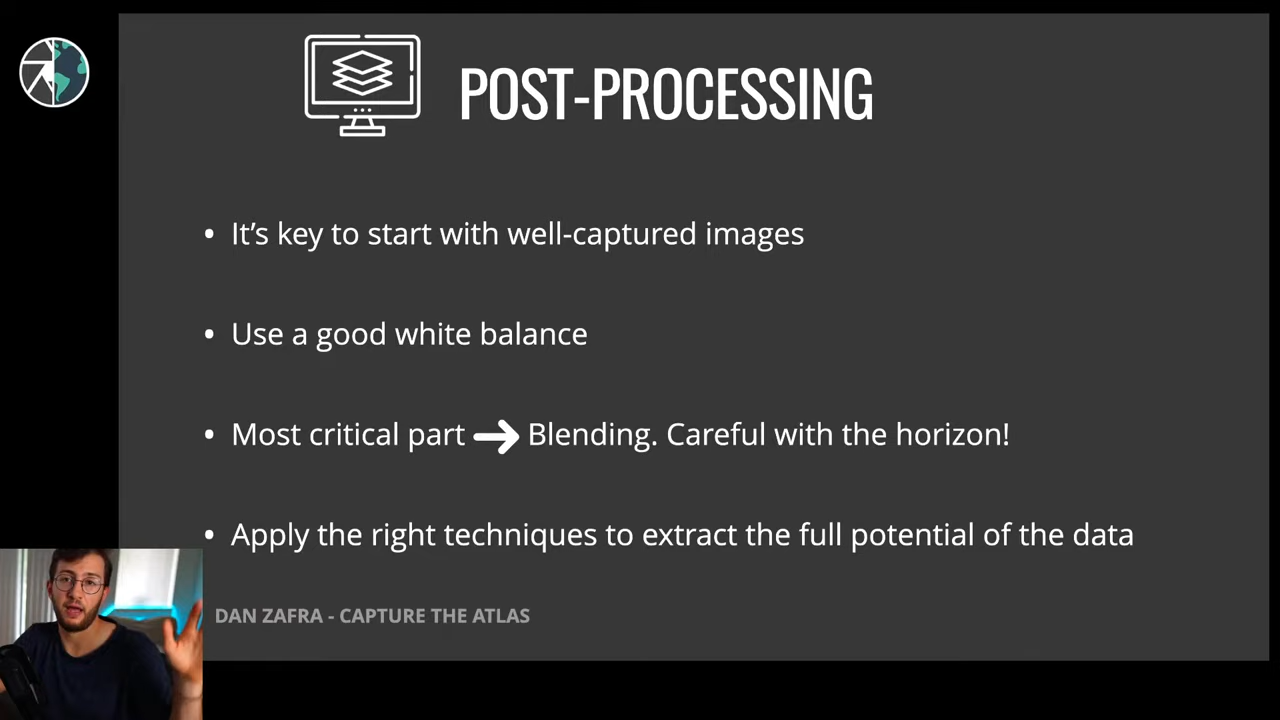 POST-PROCESSING
• It’s key to start with well-captured images
• Use a good white balance
• Most critical part → Blending. Careful with the horizon!
• Apply the right techniques to extract the full potential of the data
DAN ZAFRA - CAPTURE THE ATLAS